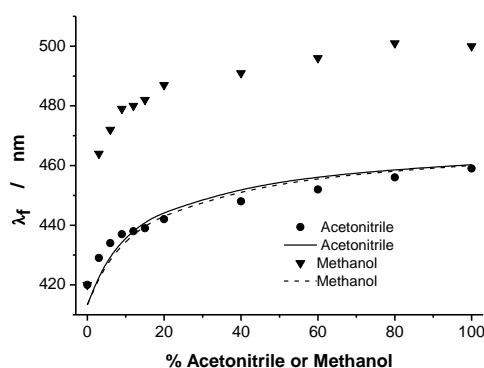 500
480
460
440
420
λf / nm
Acetonitrile
Acetonitrile
Methanol
Methanol
0 20 40 60 80 100
% Acetonitrile or Methanol